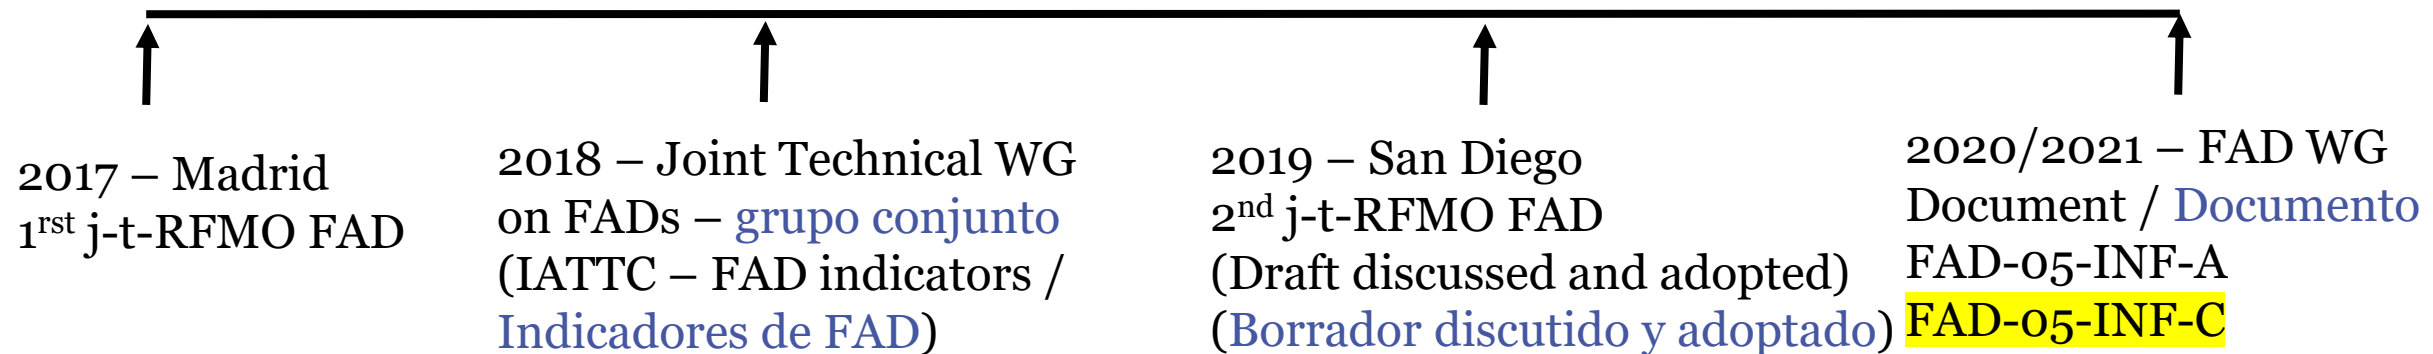 2017 – Madrid
1rst j-t-RFMO FAD
2018 – Joint Technical WG
on FADs – grupo conjunto
(IATTC – FAD indicators /
Indicadores de FAD)
2019 – San Diego
2nd j-t-RFMO FAD
(Draft discussed and adopted)
(Borrador discutido y adoptado)
2020/2021 – FAD WG
Document / Documento
FAD-05-INF-A
FAD-05-INF-C